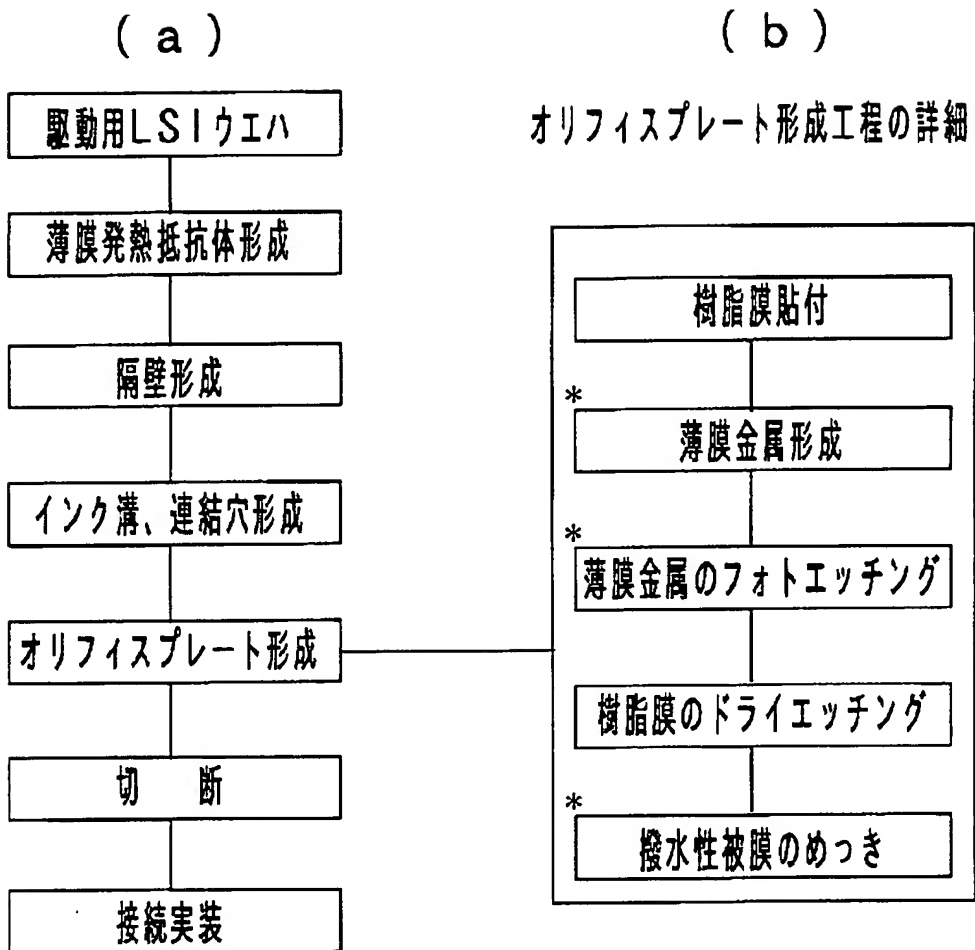 (a)
駆動用LSIウエハ
薄膜発熱抵抗体形成
隔壁形成
インク溝、連結穴形成
オリフィスプレート形成
切 断
接続実装
(b)
オリフィスプレート形成工程の詳細
樹脂膜貼付
*
薄膜金属形成
*
薄膜金属のフォトエッチング
樹脂膜のドライエッチング
*
撥水性被膜のめっき